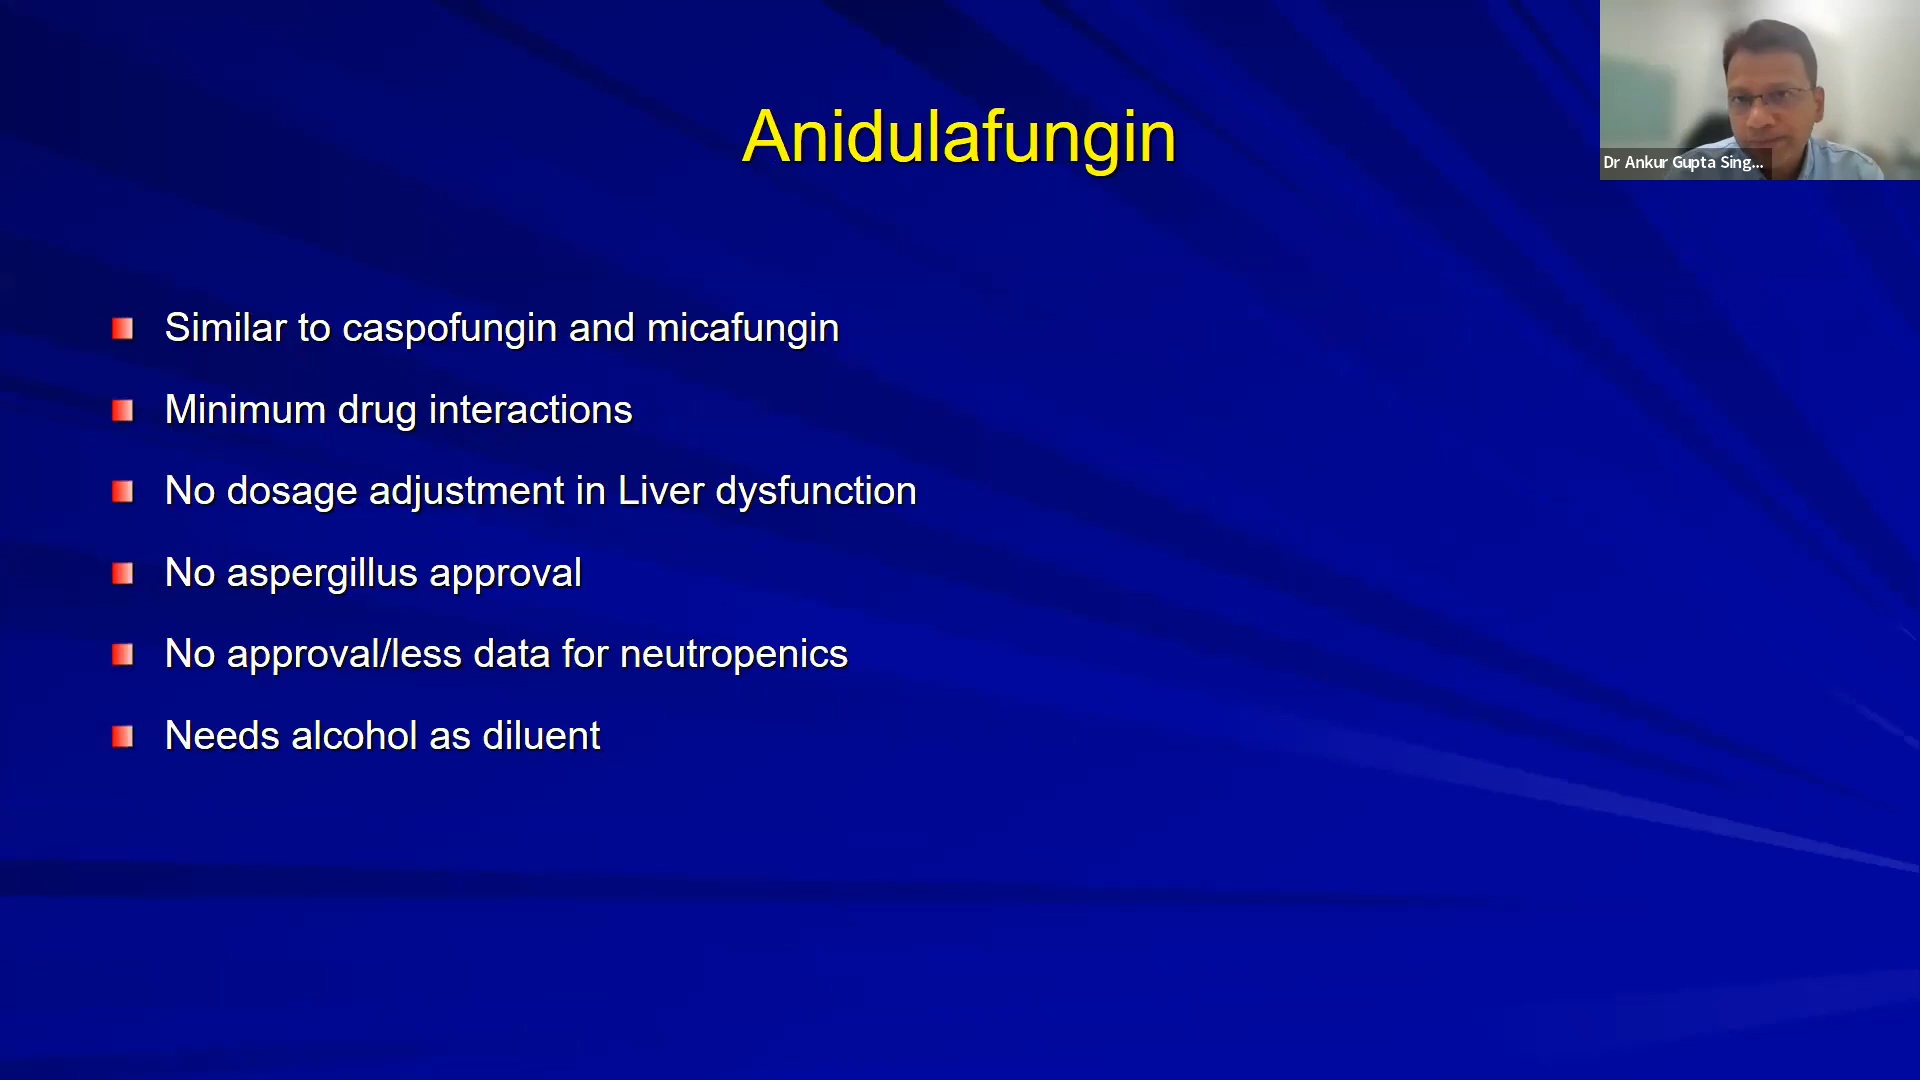 Anidulafungin
Dr Ankur Gupta Sing...
Similar to caspofungin and micafungin
Minimum drug interactions
No dosage adjustment in Liver dysfunction
No aspergillus approval
No approval/less data for neutropenics
Needs alcohol as diluent